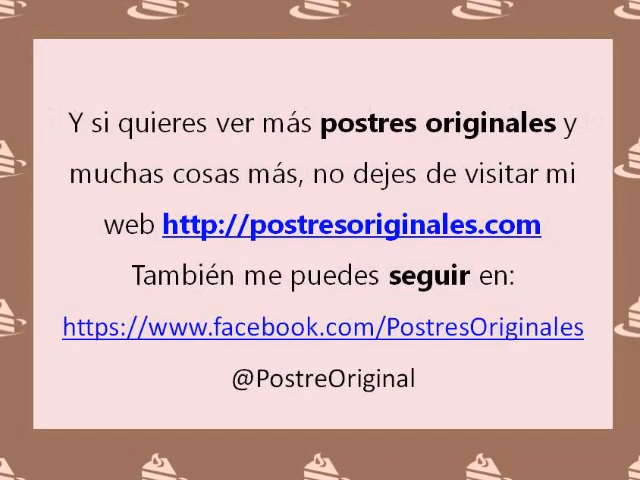 Y si quieres ver más postres originales y
muchas cosas más, no dejes de visitar mi
web http://postresoriginales.com
También me puedes seguir en:
https://www.facebook.com/PostresOriginales
@PostreOriginal